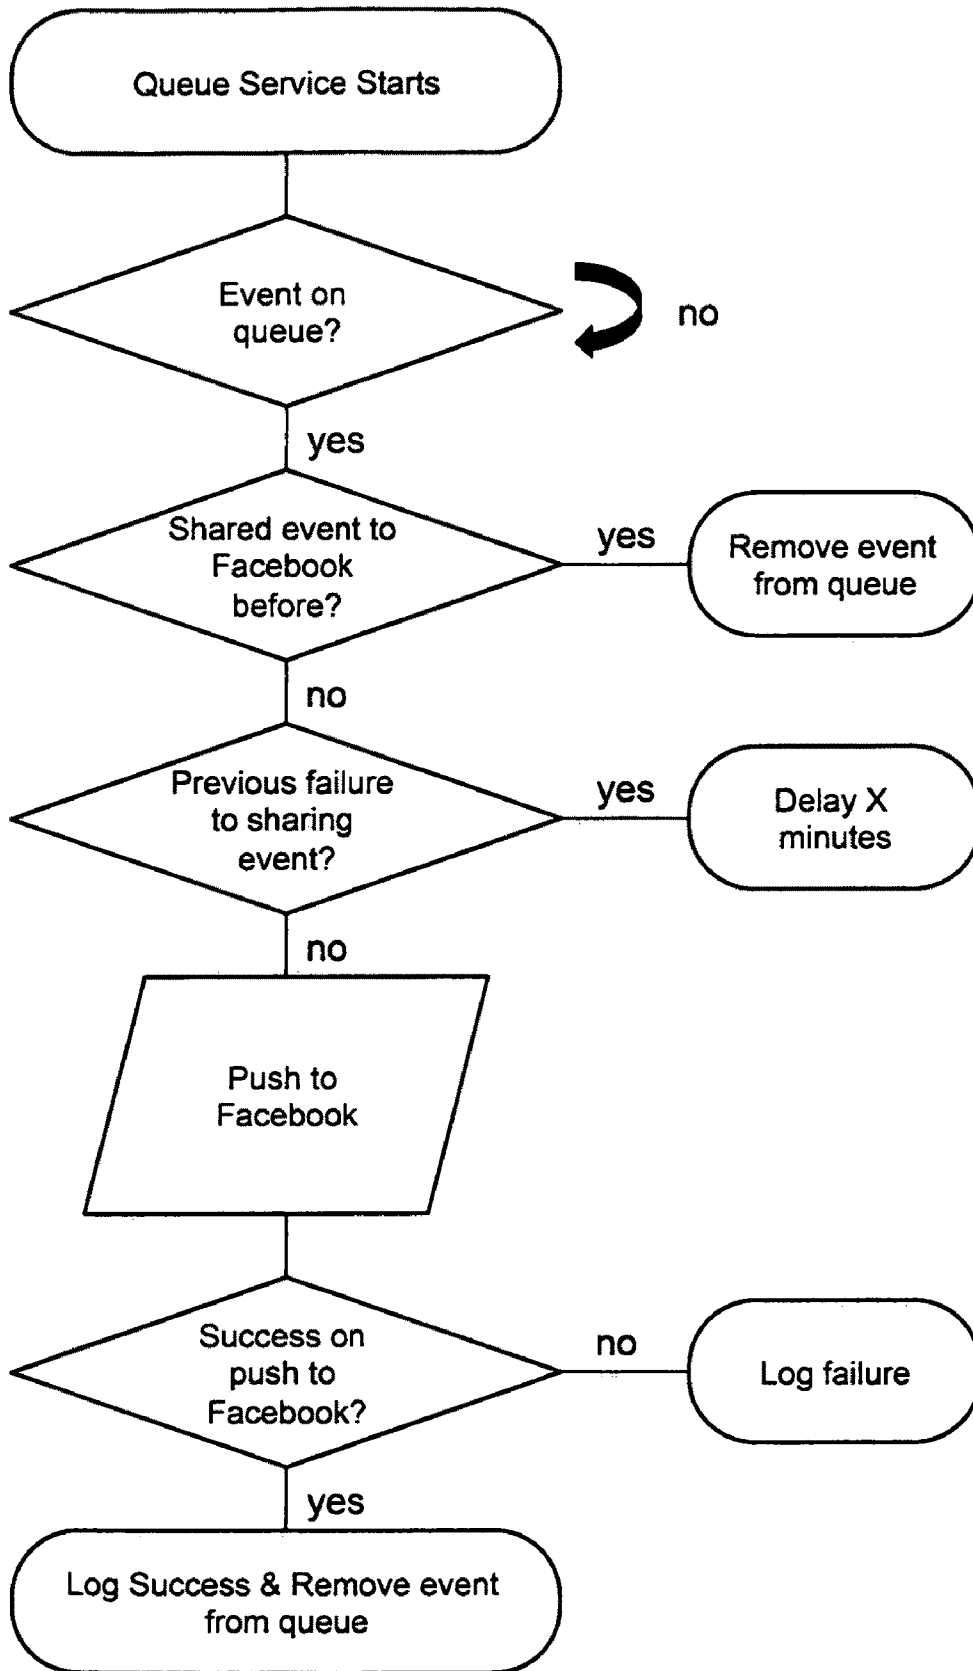 Queue Service Starts
Event on
queue?
no
yes
Shared event to
Facebook
before?
yes
Remove event
from queue
no
Previous failure
to sharing
event?
yes
Delay X
minutes
no
Push to
Facebook
Success on
push to
Facebook?
no
Log failure
yes
Log Success & Remove event
from queue